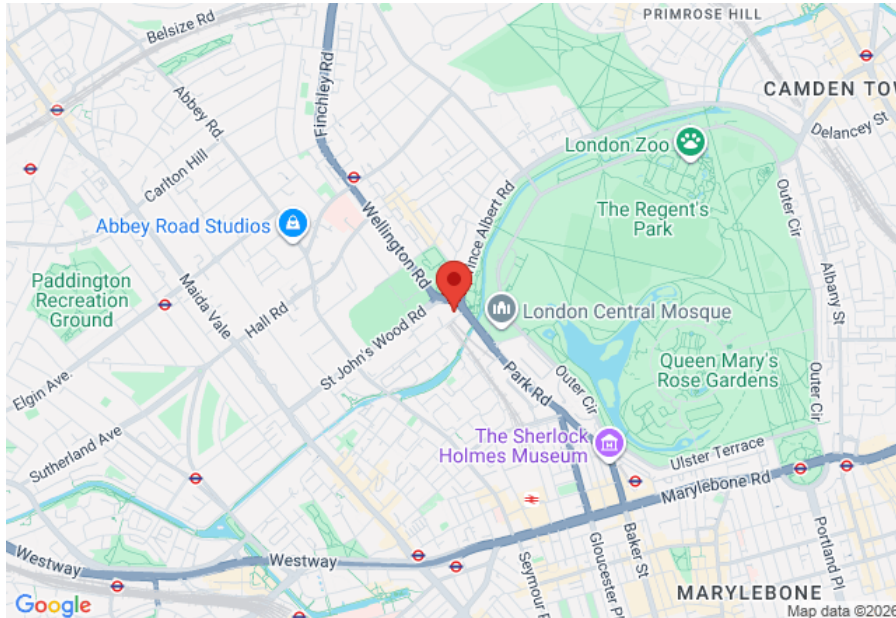 PRIMROSE HILL
Belsize Rd
CAMDEN TOW
Finchley Rd
Abbey Rd.
Delancey St
London Zoo
Carlton Hill
Prince Albert Rd
Outer Cir
The Regent's
Park
Abbey Road Studios
Wellington Rd
Albany St
Paddington
Recreation
Ground
Maida Vale
Hall Rd
London Central Mosque
St John's Wood Rd
Queen Mary's
Rose Gardens
Elgin Ave.
Park Rd
Outer Cir
Outer Cir
Sutherland Ave
The Sherlock
Holmes Museum
Ulster Terrace
Marylebone Rd
Westway
Westway
Baker St
Gloucester Pl
Portland Pl
Seymour P
MARYLEBONE
Google
Map data ©2026